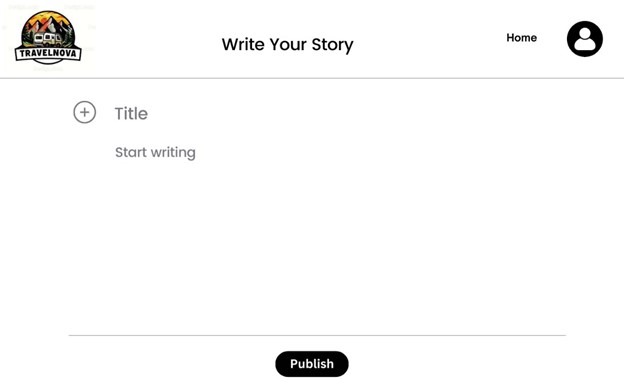 TRAVELNOVA
Write Your Story
Home
Title
Start writing
Publish